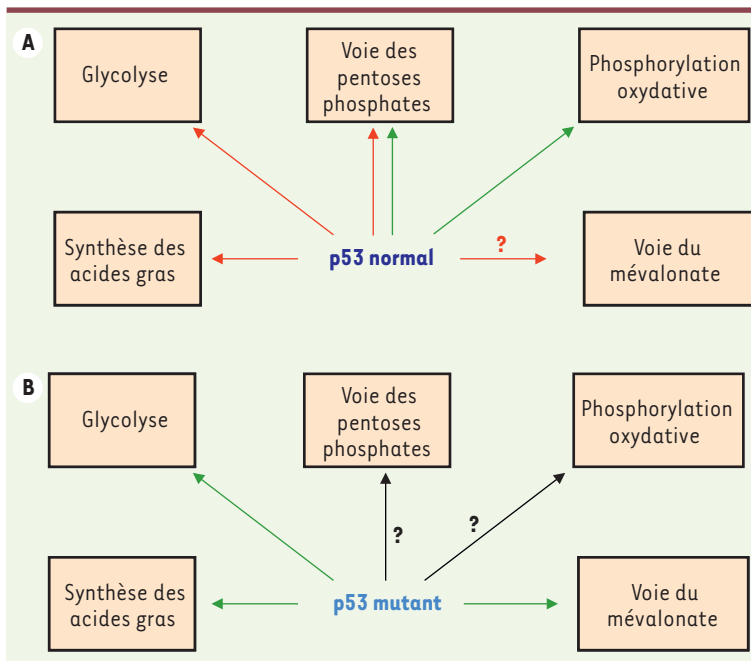 A
Glycolyse
Voie des
pentoses
phosphates
Phosphorylation
oxydative
Synthèse des
acides gras
p53 normal
?
Voie du
mévalonate
B
Glycolyse
Voie des
pentoses
phosphates
Phosphorylation
oxydative
?
?
Synthèse des
acides gras
p53 mutant
Voie du
mévalonate